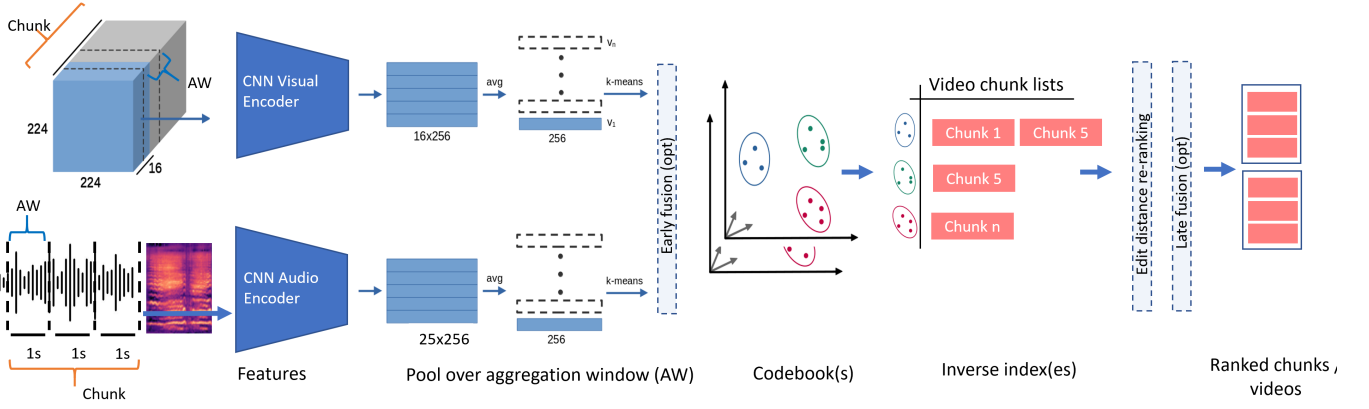 Chunk
AW
224
224
16
CNN Visual
Encoder
16x256
avg
vn
v1
256
k-means
Early fusion (opt)
AW
1s
1s
1s
Chunk
CNN Audio
Encoder
25x256
avg
256
k-means
Video chunk lists
Chunk 1
Chunk 5
Chunk 5
Chunk n
Edit distance re-ranking
Late fusion (opt)
Features
Pool over aggregation window (AW)
Codebook(s)
Inverse index(es)
Ranked chunks /
videos